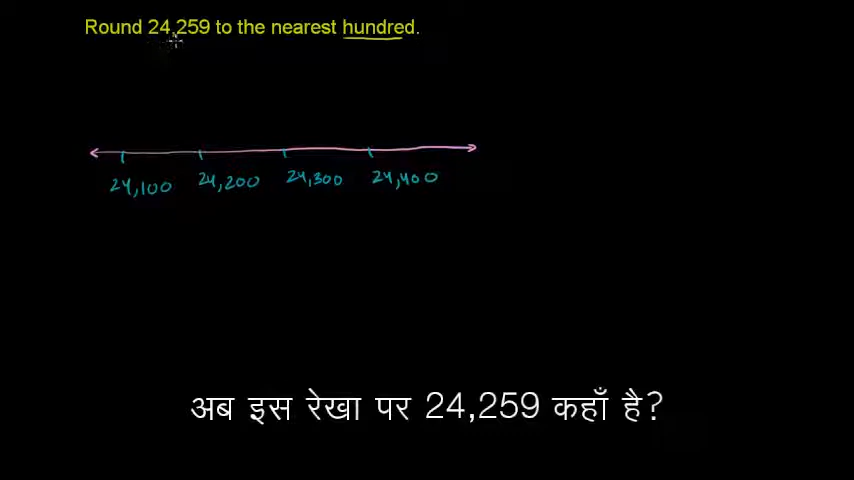 Round 24,259 to the nearest hundred.
24,100 24,200 24,300 24,400
अब इस रेखा पर 24,259 कहाँ है?